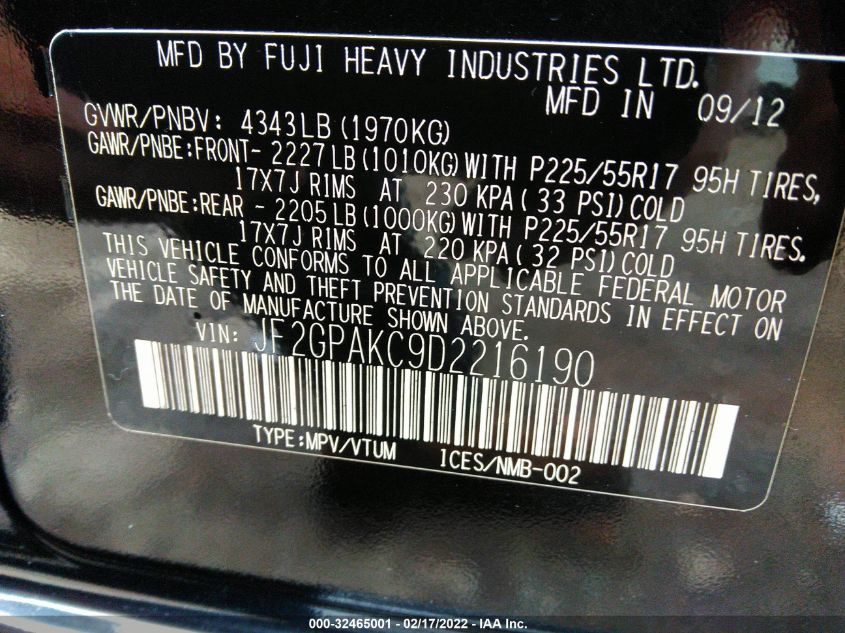 MFD BY FUJI HEAVY INDUSTRIES LTD.
MFD IN 09/12
GVWR/PNBV: 4343LB(1970KG)
GAWR/PNBE:FRONT- 2227LB(1010KG)WITH P225/55R17 95H TIRES,
17X7J RIMS AT 230 KPA( 33 PSI)COLD
GAWR/PNBE:REAR - 2205LB(1000KG)WITH P225/55R17 95H TIRES.
17X7J RIMS AT 220 KPA( 32 PSI)COLD
THIS VEHICLE CONFORMS TO ALL APPLICABLE FEDERAL MOTOR
VEHICLE SAFETY AND THEFT PREVENTION STANDARDS IN EFFECT ON
THE DATE OF MANUFACTURE SHOWN ABOVE.
VIN: JF2GPAKC9D2216190
TYPE:MPV/VTUM ICES/NMB-002
000-32465001 - 02/17/2022 - IAA Inc.